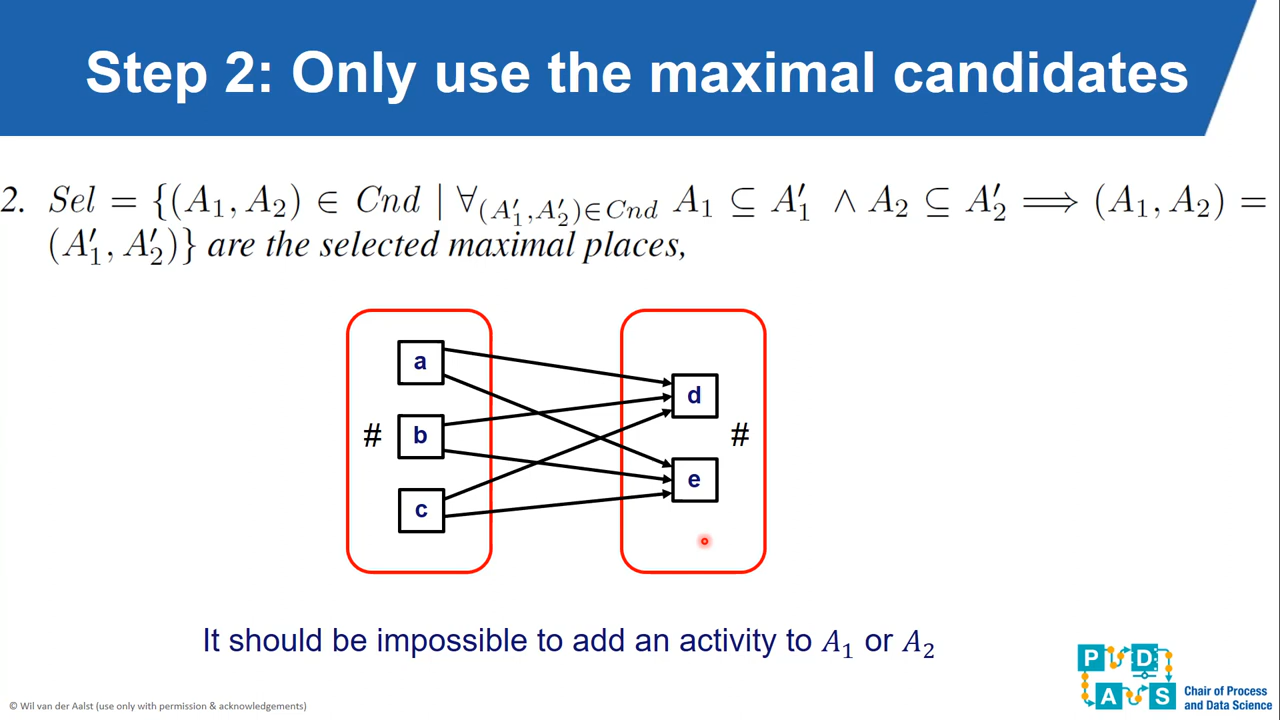 Step 2: Only use the maximal candidates
2. Sel = {(A₁, A₂) ∈ Cnd | ∀(A′₁,A′₂)∈Cnd A₁ ⊆ A′₁ ∧ A₂ ⊆ A′₂ ⟹ (A₁, A₂) =
(A′₁, A′₂)} are the selected maximal places,
a
d
# b #
e
c
It should be impossible to add an activity to A₁ or A₂
P D
A S
Chair of Process
and Data Science
© Wil van der Aalst (use only with permission & acknowledgements)